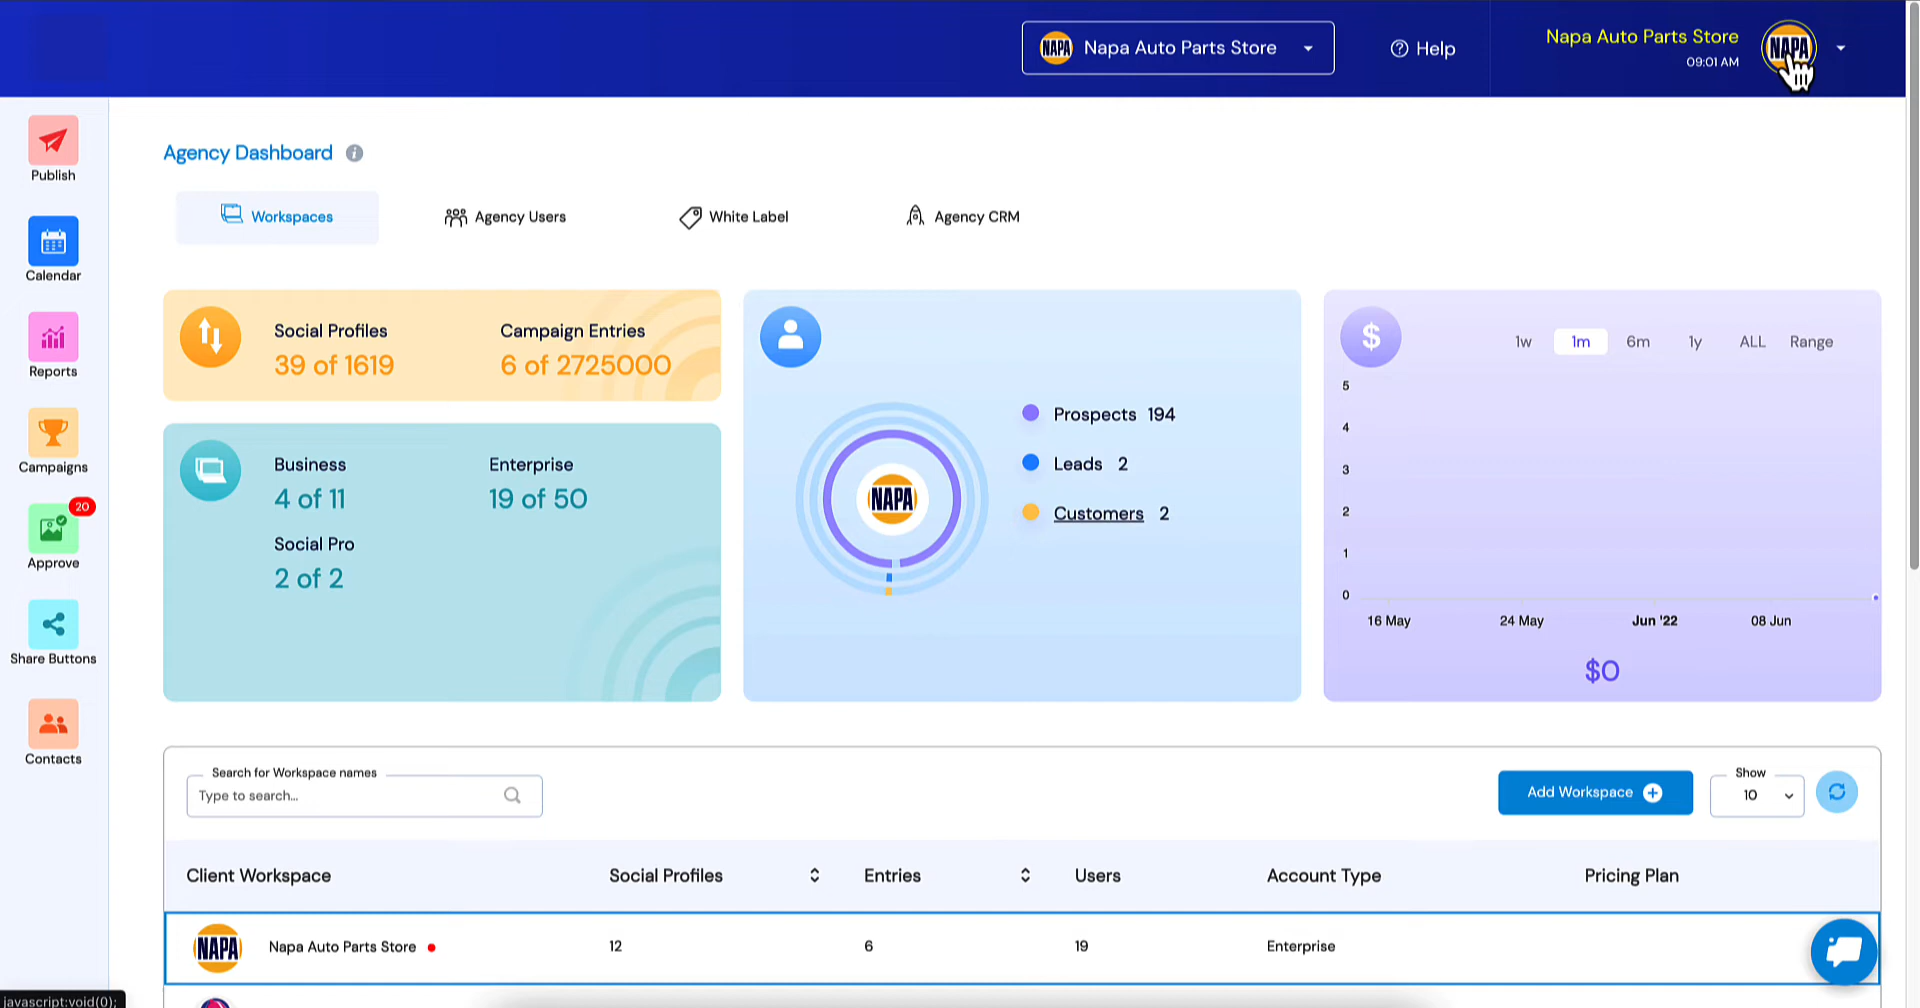 NAPA Napa Auto Parts Store
Help
Napa Auto Parts Store
09:01 AM
NAPA
Publish
Calendar
Reports
Campaigns
20
Approve
Share Buttons
Contacts
Agency Dashboard i
Workspaces
Agency Users
White Label
Agency CRM
Social Profiles
39 of 1619
Campaign Entries
6 of 2725000
Business
4 of 11
Enterprise
19 of 50
Social Pro
2 of 2
NAPA
Prospects 194
Leads 2
Customers 2
$
1w 1m 6m 1y ALL Range
5
4
3
2
1
0
16 May 24 May Jun '22 08 Jun
$0
Search for Workspace names
Type to search...
Add Workspace
Show
10
Client Workspace Social Profiles Entries Users Account Type Pricing Plan
NAPA Napa Auto Parts Store 12 6 19 Enterprise
javascript:void(0);